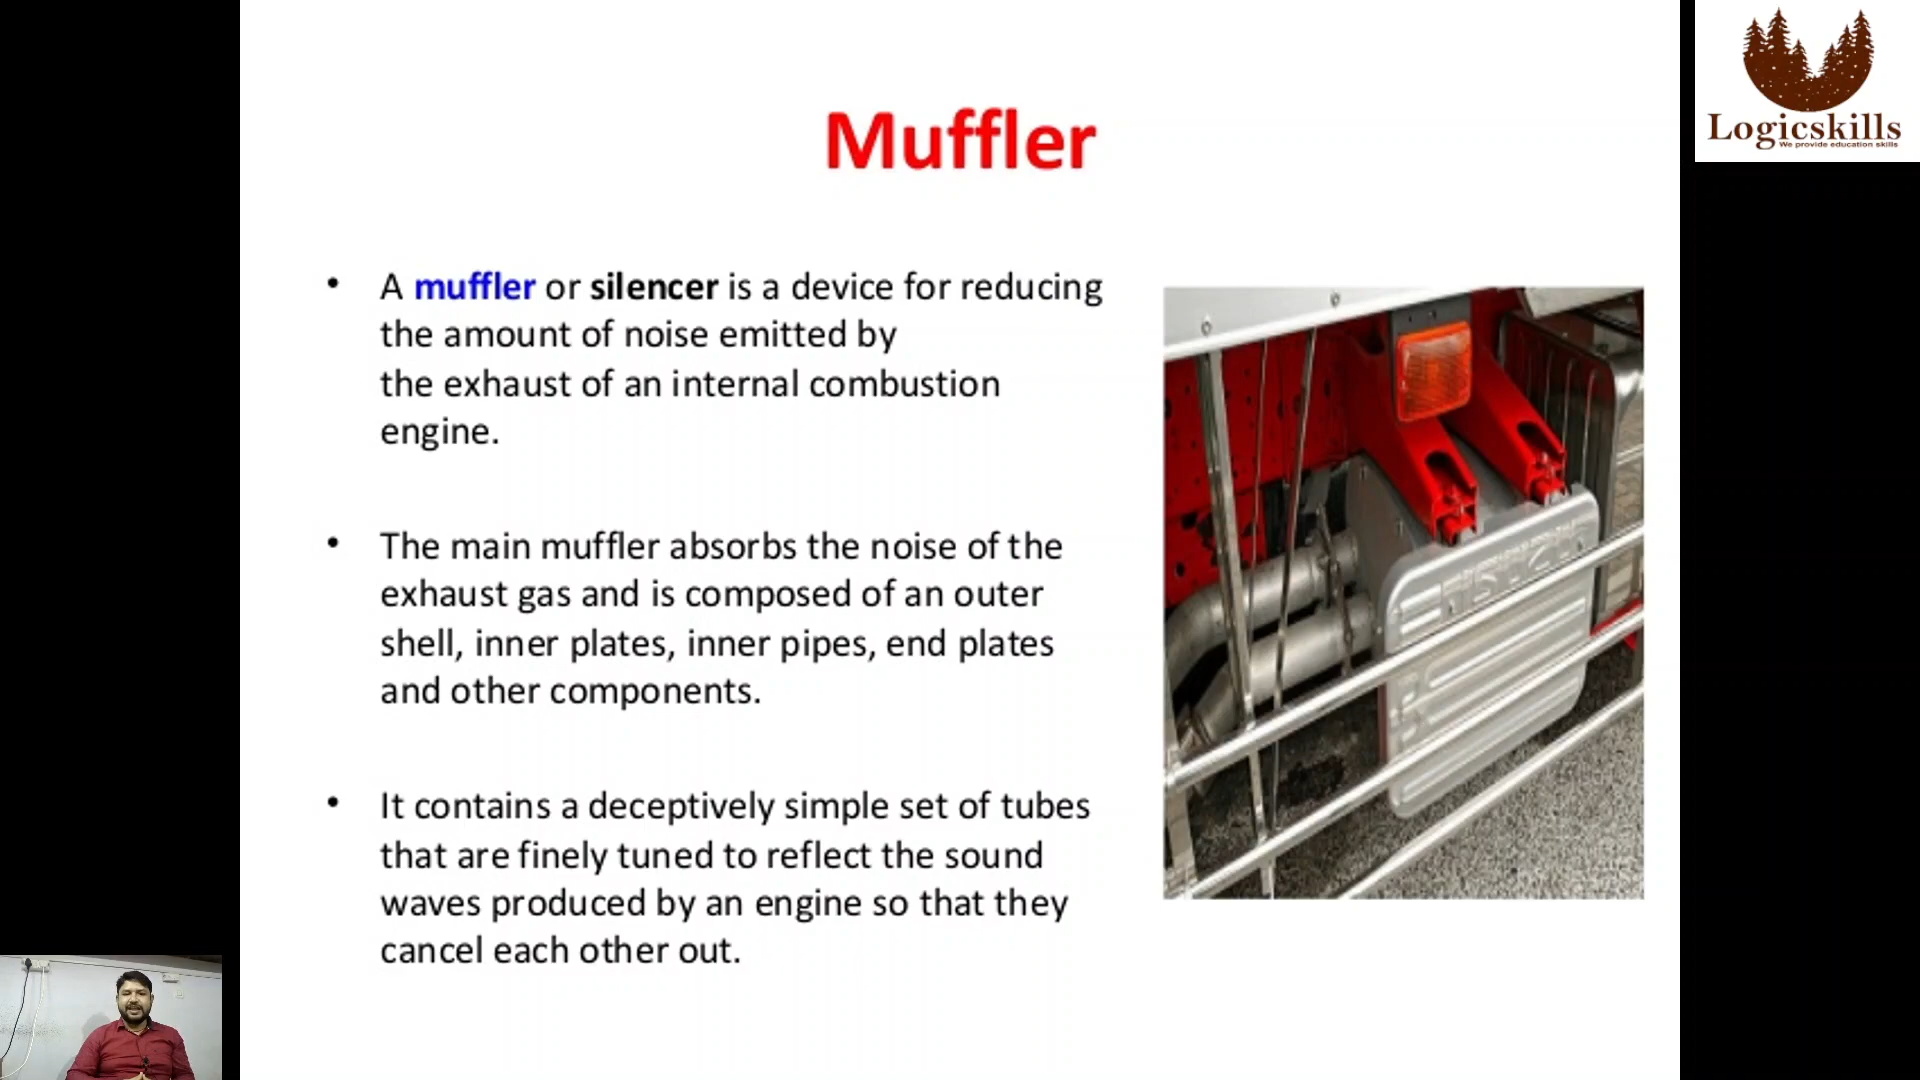 Muffler
Logicskills
We provide education skills
• A muffler or silencer is a device for reducing
the amount of noise emitted by
the exhaust of an internal combustion
engine.
• The main muffler absorbs the noise of the
exhaust gas and is composed of an outer
shell, inner plates, inner pipes, end plates
and other components.
• It contains a deceptively simple set of tubes
that are finely tuned to reflect the sound
waves produced by an engine so that they
cancel each other out.